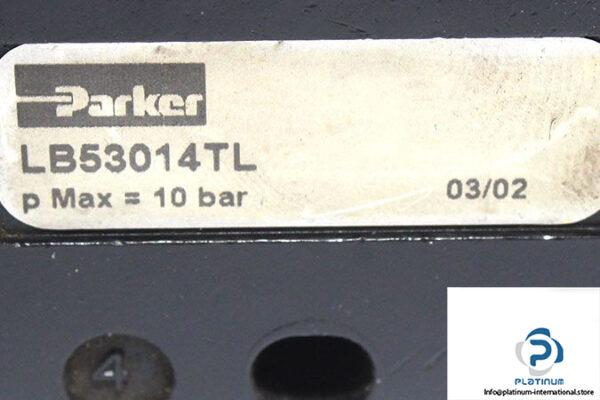 Parker
LB53014TL
p Max = 10 bar
03/02
4
PLATINUM
Info@platinum-international.store